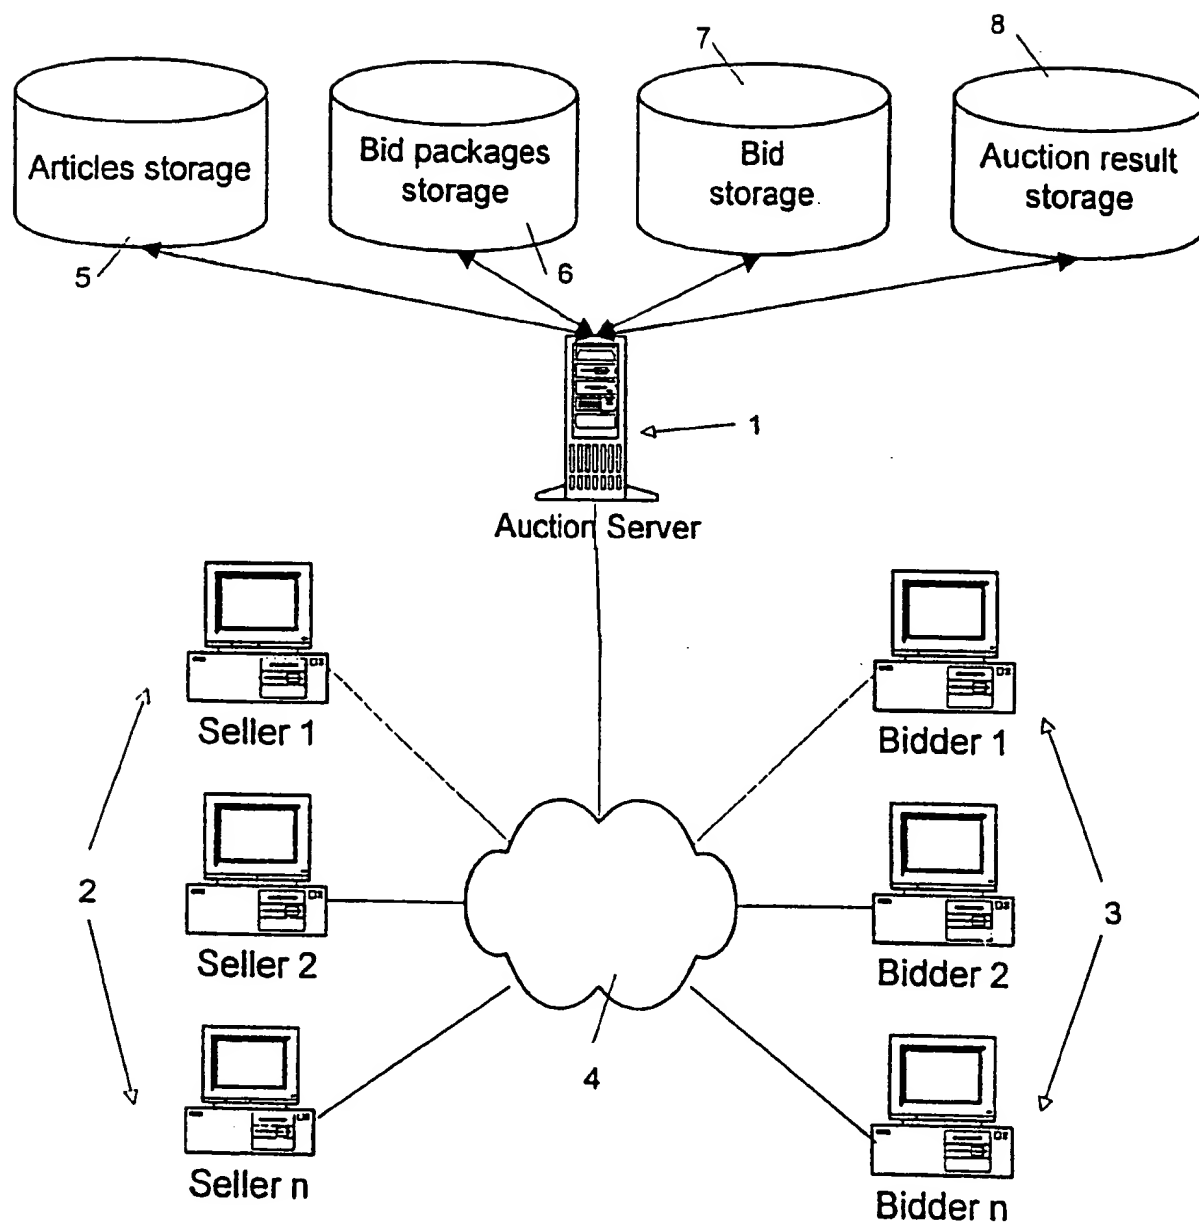 7
8
Articles storage
Bid packages
storage
Bid
storage
Auction result
storage
5
6
1
Auction Server
Seller 1
Bidder 1
2
Seller 2
Bidder 2
3
4
Seller n
Bidder n